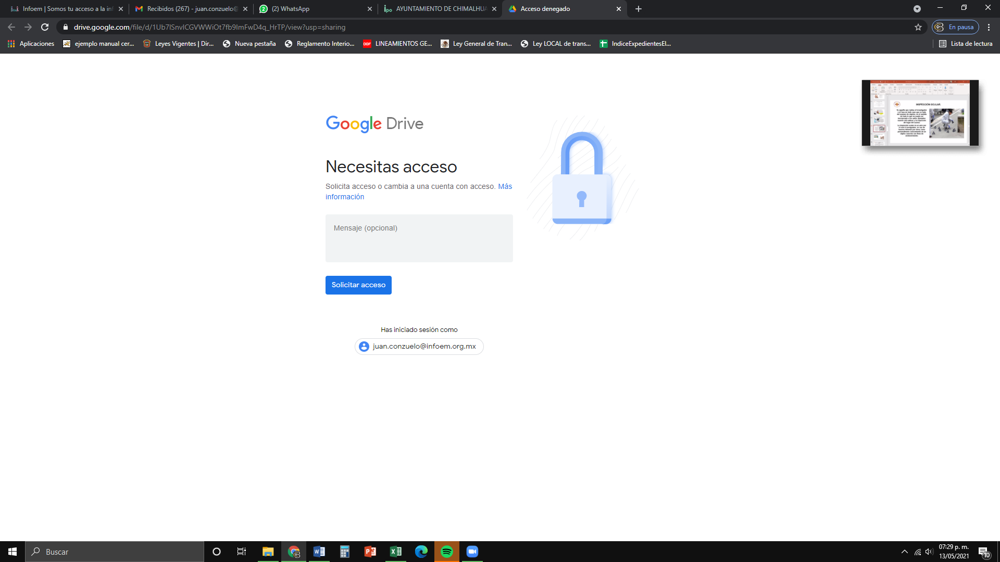 Infoem | Somos tu acceso a la inf
Recibidos (267) - juan.conzuelo@
(2) WhatsApp
AYUNTAMIENTO DE CHIMALHUA
Acceso denegado
drive.google.com/file/d/1Ub7lSnvlCGVWWiOt7fb9ImFwD4q_HrTP/view?usp=sharing
En pausa
Aplicaciones
ejemplo manual cer...
Leyes Vigentes | Dir...
Nueva pestaña
Reglamento Interio...
DOF LINEAMIENTOS GE...
Ley General de Tran...
Ley LOCAL de trans...
IndiceExpedientesEl...
Lista de lectura
INSPECCIÓN OCULAR
Google Drive
Necesitas acceso
Solicita acceso o cambia a una cuenta con acceso. Más
información
Mensaje (opcional)
Solicitar acceso
Has iniciado sesión como
juan.conzuelo@infoem.org.mx
Buscar
07:29 p. m.
13/05/2021
10